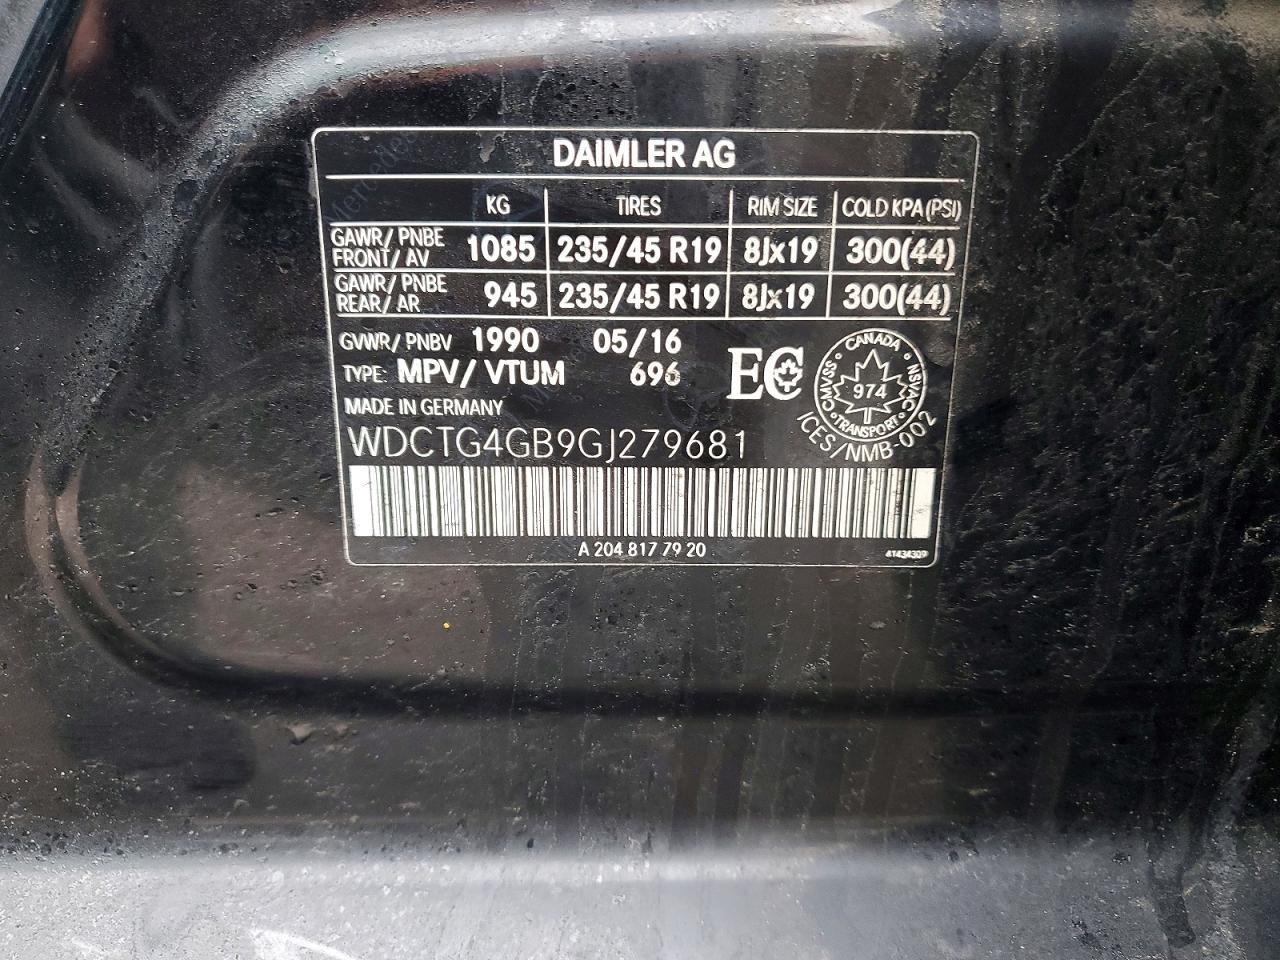 DAIMLER AG
KG TIRES RIM SIZE COLD KPA (PSI)
GAWR/ PNBE FRONT/ AV 1085 235/45 R19 8Jx19 300(44)
GAWR/ PNBE REAR/ AR 945 235/45 R19 8Jx19 300(44)
GVWR/ PNBV 1990 05/16
TYPE: MPV/ VTUM 696
EC
CANADA
NSVAC
TRANSPORT
CMVSS
974
ICES/NMB-002
MADE IN GERMANY
WDCTG4GB9GJ279681
A 204 817 79 20
41434309